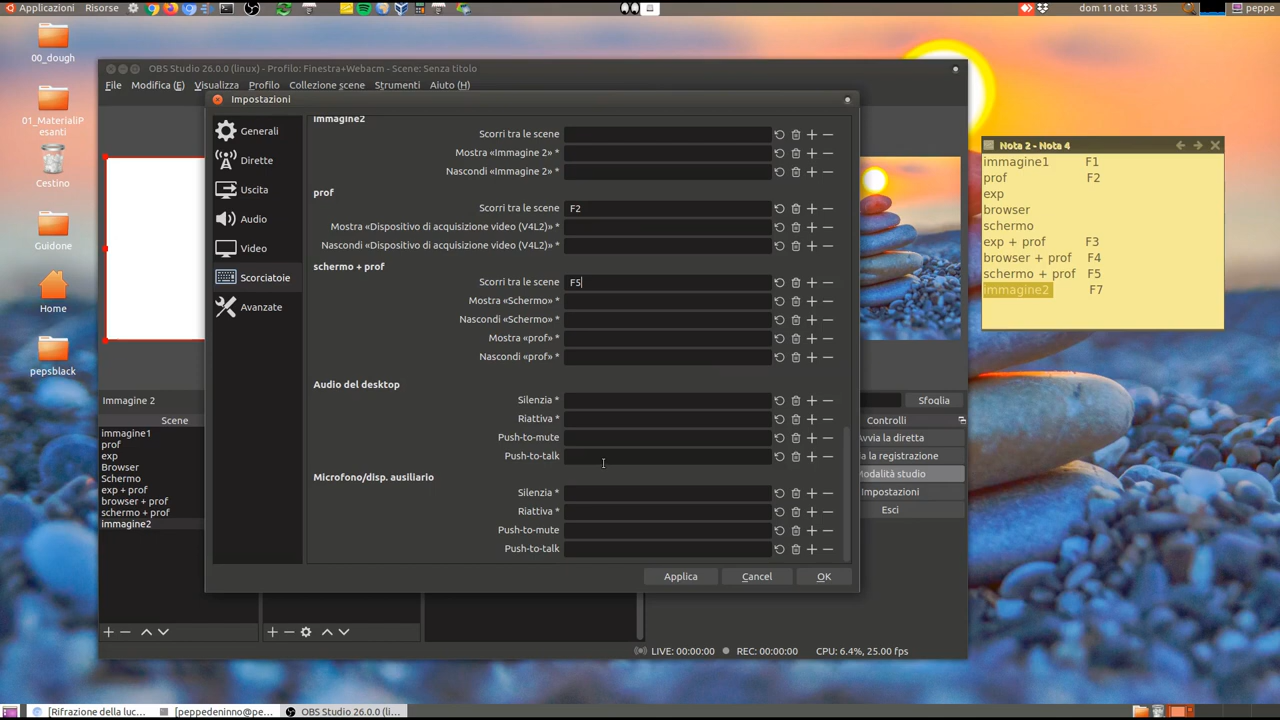 Applicazioni
Risorse
dom 11 ott 13:35
peppe
00_dough
01_MaterialiP
esanti
Cestino
Guidone
Home
pepsblack
OBS Studio 26.0.0 (linux) - Profilo: Finestra+Webacm - Scene: Senza titolo
File
Modifica (E)
Visualizza
Profilo
Collezione scene
Strumenti
Aiuto (H)
Impostazioni
Generali
Dirette
Uscita
Audio
Video
Scorciatoie
Avanzate
immagine2
Scorri tra le scene
Mostra «Immagine 2» *
Nascondi «Immagine 2» *
prof
Scorri tra le scene F2
Mostra «Dispositivo di acquisizione video (V4L2)» *
Nascondi «Dispositivo di acquisizione video (V4L2)» *
schermo + prof
Scorri tra le scene F5
Mostra «Schermo» *
Nascondi «Schermo» *
Mostra «prof» *
Nascondi «prof» *
Audio del desktop
Silenzia *
Riattiva *
Push-to-mute
Push-to-talk
Microfono/disp. ausiliario
Silenzia *
Riattiva *
Push-to-mute
Push-to-talk
Applica
Cancel
OK
Immagine 2
Scene
immagine1
prof
exp
Browser
Schermo
exp + prof
browser + prof
schermo + prof
immagine2
Sfoglia
Controlli
Avvia la diretta
a la registrazione
Modalità studio
Impostazioni
Esci
LIVE: 00:00:00
REC: 00:00:00
CPU: 6.4%, 25.00 fps
Nota 2 - Nota 4
immagine1 F1
prof F2
exp
browser
schermo
exp + prof F3
browser + prof F4
schermo + prof F5
immagine2 F7
[Rifrazione della luc...
[peppedeninno@pe...
OBS Studio 26.0.0 (li...